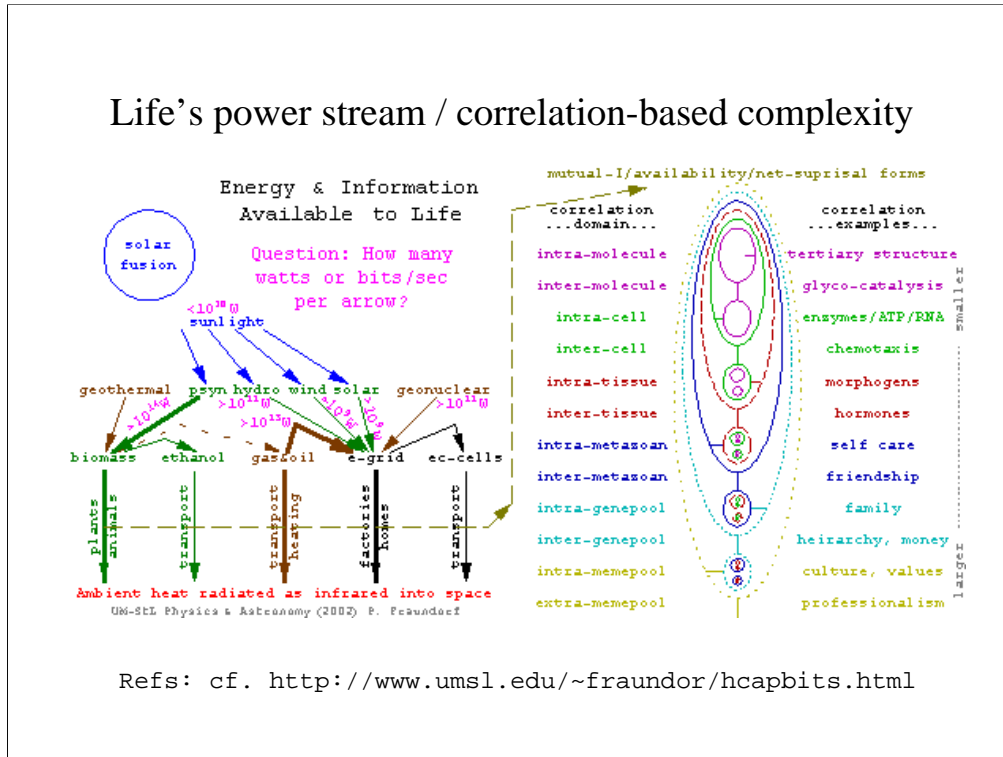 Life's power stream / correlation-based complexity
Energy & Information
Available to Life
solar
fusion
Question: How many
watts or bits/sec
per arrow?
sunlight
geothermal psyn hydro wind solar geonuclear
>10¹¹W >10⁹W >10¹¹W
>10¹³W
biomass ethanol gas&oil e-grid ec-cells
plants
animals
transport
transport
heating
factories
homes
transport
Ambient heat radiated as infrared into space
UM-StL Physics & Astronomy (2002) P. Fraundorf
mutual-I/availability/net-suprisal forms
correlation
...domain...
correlation
...examples...
intra-molecule tertiary structure
inter-molecule glyco-catalysis
intra-cell enzymes/ATP/RNA
inter-cell chemotaxis
intra-tissue morphogens
inter-tissue hormones
intra-metazoan self care
inter-metazoan friendship
intra-genepool family
inter-genepool heirarchy, money
intra-memepool culture, values
extra-memepool professionalism
smaller
larger
Refs: cf. http://www.umsl.edu/~fraundor/hcapbits.html